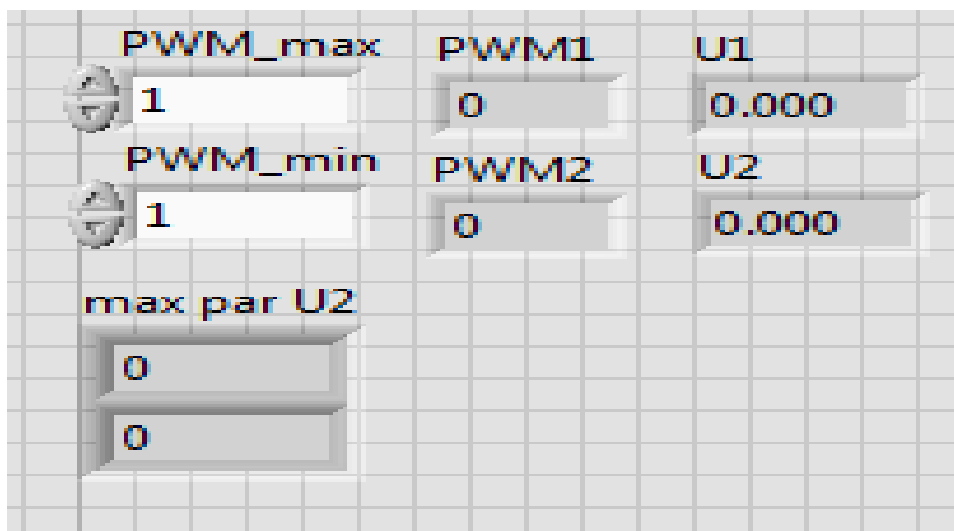 PWM_max PWM1 U1
1 0 0.000
PWM_min PWM2 U2
1 0 0.000
max par U2
0
0